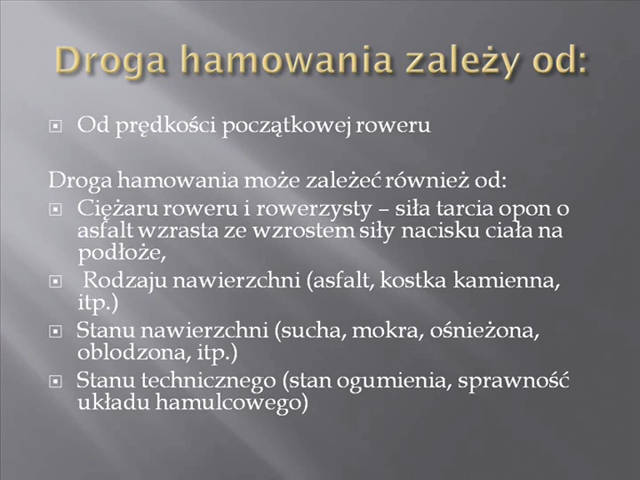 Droga hamowania zależy od:
Od prędkości początkowej roweru
Droga hamowania może zależeć również od:
Ciężaru roweru i rowerzysty – siła tarcia opon o
asfalt wzrasta ze wzrostem siły nacisku ciała na
podłoże,
Rodzaju nawierzchni (asfalt, kostka kamienna,
itp.)
Stanu nawierzchni (sucha, mokra, ośnieżona,
oblodzona, itp.)
Stanu technicznego (stan ogumienia, sprawność
układu hamulcowego)